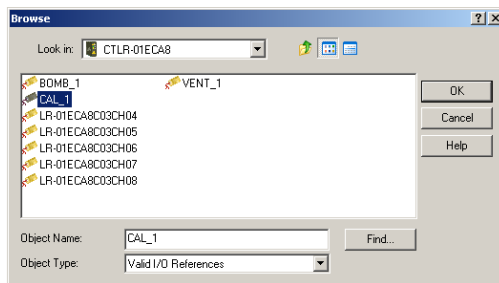 Browse
Look in: CTLR-01ECA8
BOMB_1 VENT_1
CAL_1
LR-01ECA8C03CH04
LR-01ECA8C03CH05
LR-01ECA8C03CH06
LR-01ECA8C03CH07
LR-01ECA8C03CH08
OK
Cancel
Help
Object Name: CAL_1 Find...
Object Type: Valid I/O References